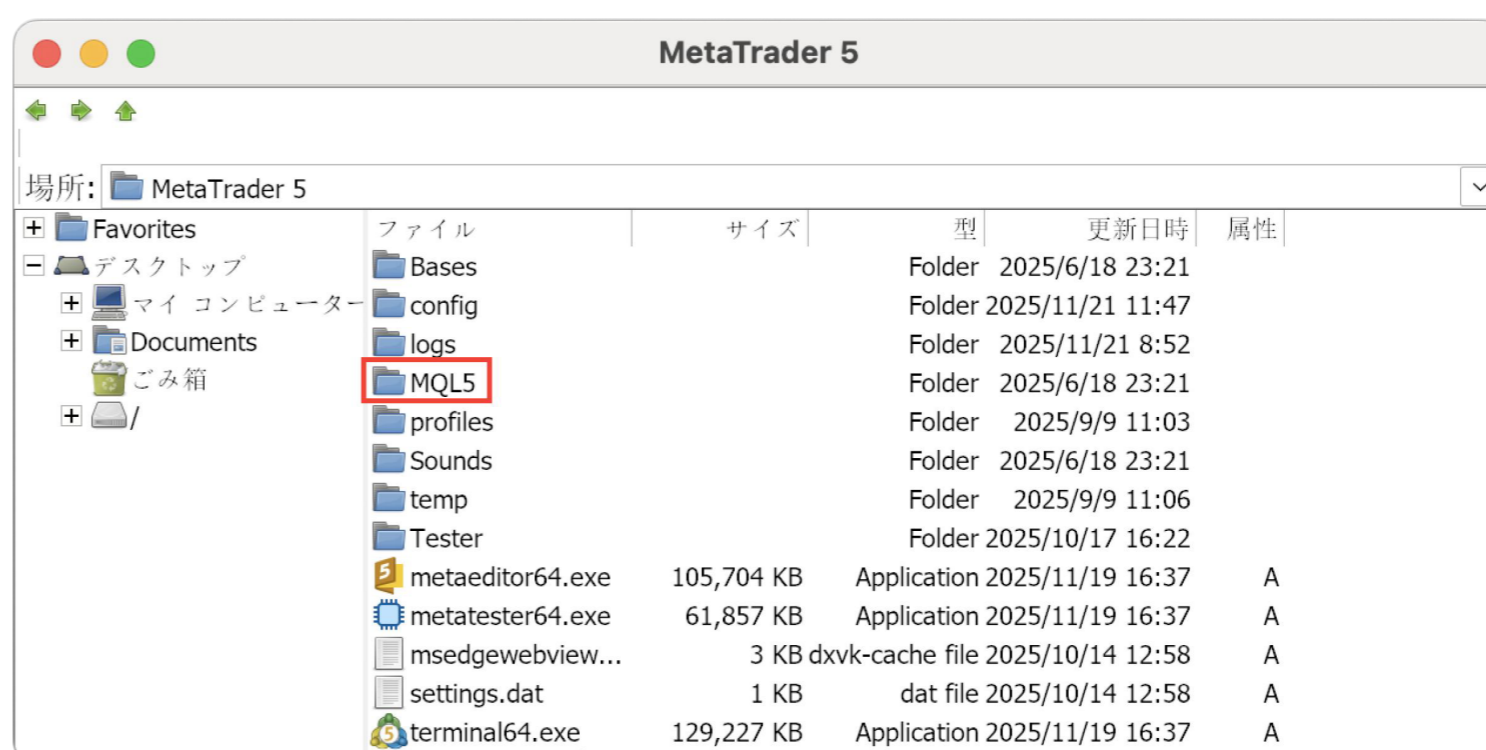 MetaTrader 5
場所: MetaTrader 5
Favorites
デスクトップ
マイ コンピューター
Documents
ごみ箱
/
ファイル サイズ 型 更新日時 属性
Bases Folder 2025/6/18 23:21
config Folder 2025/11/21 11:47
logs Folder 2025/11/21 8:52
MQL5 Folder 2025/6/18 23:21
profiles Folder 2025/9/9 11:03
Sounds Folder 2025/6/18 23:21
temp Folder 2025/9/9 11:06
Tester Folder 2025/10/17 16:22
metaeditor64.exe 105,704 KB Application 2025/11/19 16:37 A
metatester64.exe 61,857 KB Application 2025/11/19 16:37 A
msedgewebview... 3 KB dxvk-cache file 2025/10/14 12:58 A
settings.dat 1 KB dat file 2025/10/14 12:58 A
terminal64.exe 129,227 KB Application 2025/11/19 16:37 A